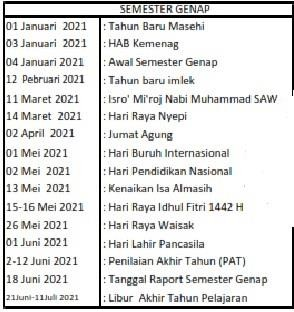 SEMESTER GENAP
01 Januari 2021 : Tahun Baru Masehi
03 Januari 2021 : HAB Kemenag
04 Januari 2021 : Awal Semester Genap
12 Pebruari 2021 : Tahun baru imlek
11 Maret 2021 : Isro' Mi'roj Nabi Muhammad SAW
14 Maret 2021 : Hari Raya Nyepi
02 April 2021 : Jumat Agung
01 Mei 2021 : Hari Buruh Internasional
02 Mei 2021 : Hari Pendidikan Nasional
13 Mei 2021 : Kenaikan Isa Almasih
15-16 Mei 2021 : Hari Raya Idhul Fitri 1442 H
26 Mei 2021 : Hari Raya Waisak
01 Juni 2021 : Hari Lahir Pancasila
2-12 Juni 2021 : Penilaian Akhir Tahun (PAT)
18 Juni 2021 : Tanggal Raport Semester Genap
21Juni-11Juli 2021 : Libur Akhir Tahun Pelajaran